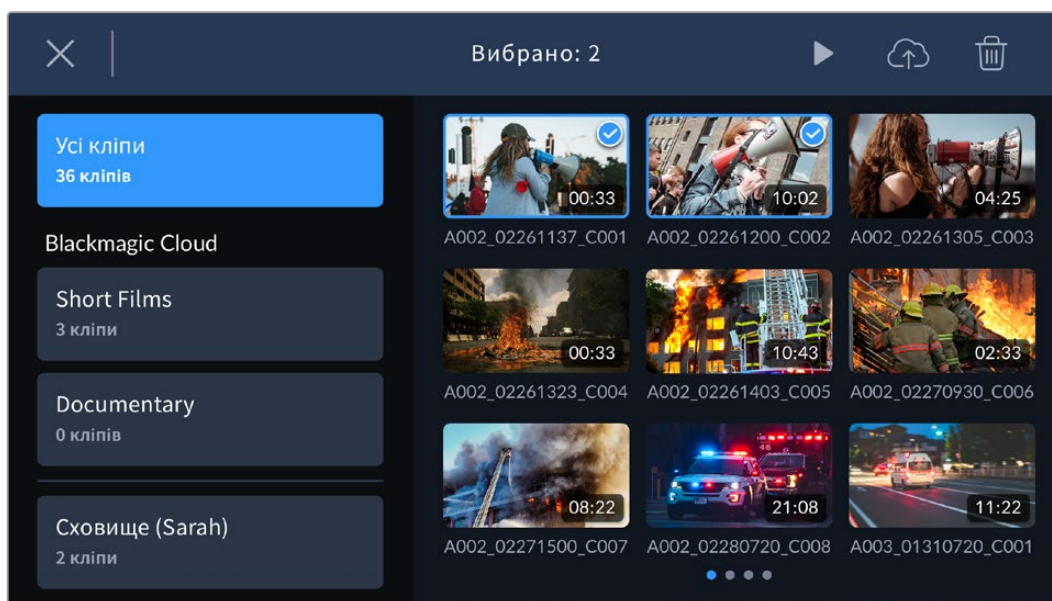 Вибрано: 2
Усі кліпи
36 кліпів
Blackmagic Cloud
Short Films
3 кліпи
Documentary
0 кліпів
Сховище (Sarah)
2 кліпи
00:33
10:02
04:25
A002_02261137_C001
A002_02261200_C002
A002_02261305_C003
00:33
10:43
02:33
A002_02261323_C004
A002_02261403_C005
A002_02270930_C006
08:22
21:08
11:22
A002_02271500_C007
A002_02280720_C008
A003_01310720_C001